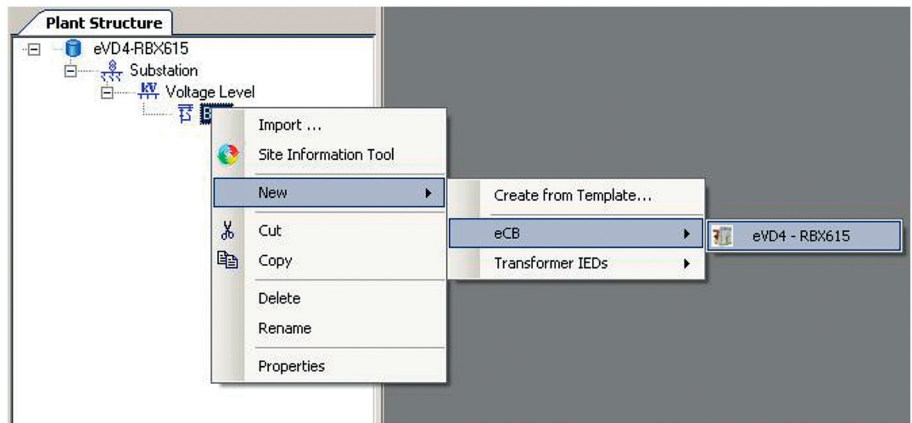 Plant Structure
eVD4-RBX615
Substation
Voltage Level
Import ...
Site Information Tool
New
Cut
Copy
Delete
Rename
Properties
Create from Template...
eCB
Transformer IEDs
eVD4 - RBX615